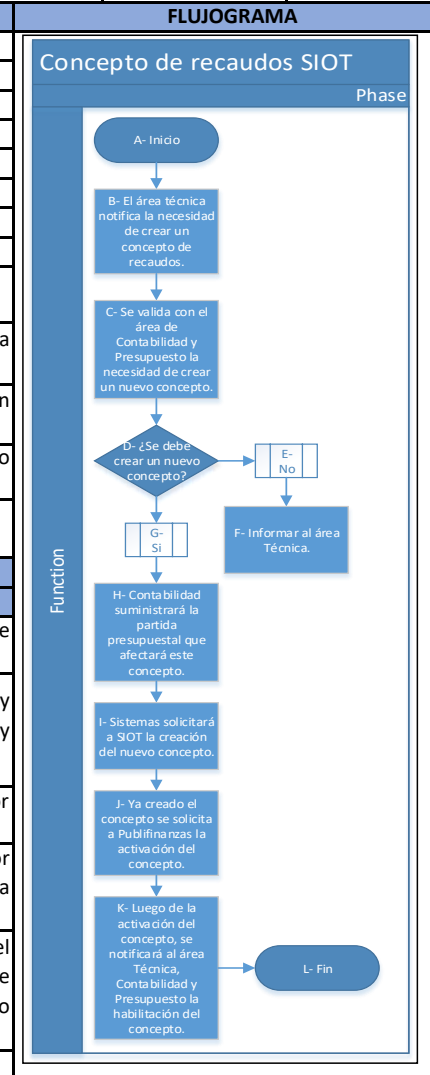 FLUJOGRAMA
Concepto de recaudos SIOT
Phase
Function
A- Inicio
B- El área técnica
notifica la necesidad
de crear un
concepto de
recaudos.
C- Se valida con el
área de
Contabilidad y
Presupuesto la
necesidad de crear
un nuevo concepto.
D- ¿Se debe
crear un nuevo
concepto?
E-
No
F- Informar al área
Técnica.
G-
Si
H- Contabilidad
suministrará la
partida
presupuestal que
afectará este
concepto.
I- Sistemas solicitará
a SIOT la creación
del nuevo concepto.
J- Ya creado el
concepto se solicita
a Publifinanzas la
activación del
concepto.
K- Luego de la
activación del
concepto, se
notificará al área
Técnica,
Contabilidad y
Presupuesto la
habilitación del
concepto.
L- Fin